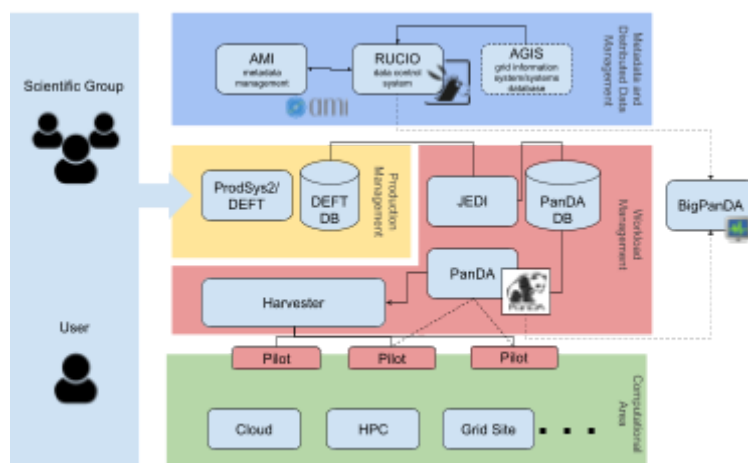 Scientific Group
User
AMI
metadata
management
ami
RUCIO
data control
system
AGIS
grid information
system/systems
database
Metadata and
Distributed Data
Management
ProdSys2/
DEFT
DEFT
DB
Production
Management
JEDI
PanDA
DB
Workload
Management
PanDA
PanDA
Harvester
BigPanDA
Pilot
Pilot
Pilot
Cloud
HPC
Grid Site
Computational
Area